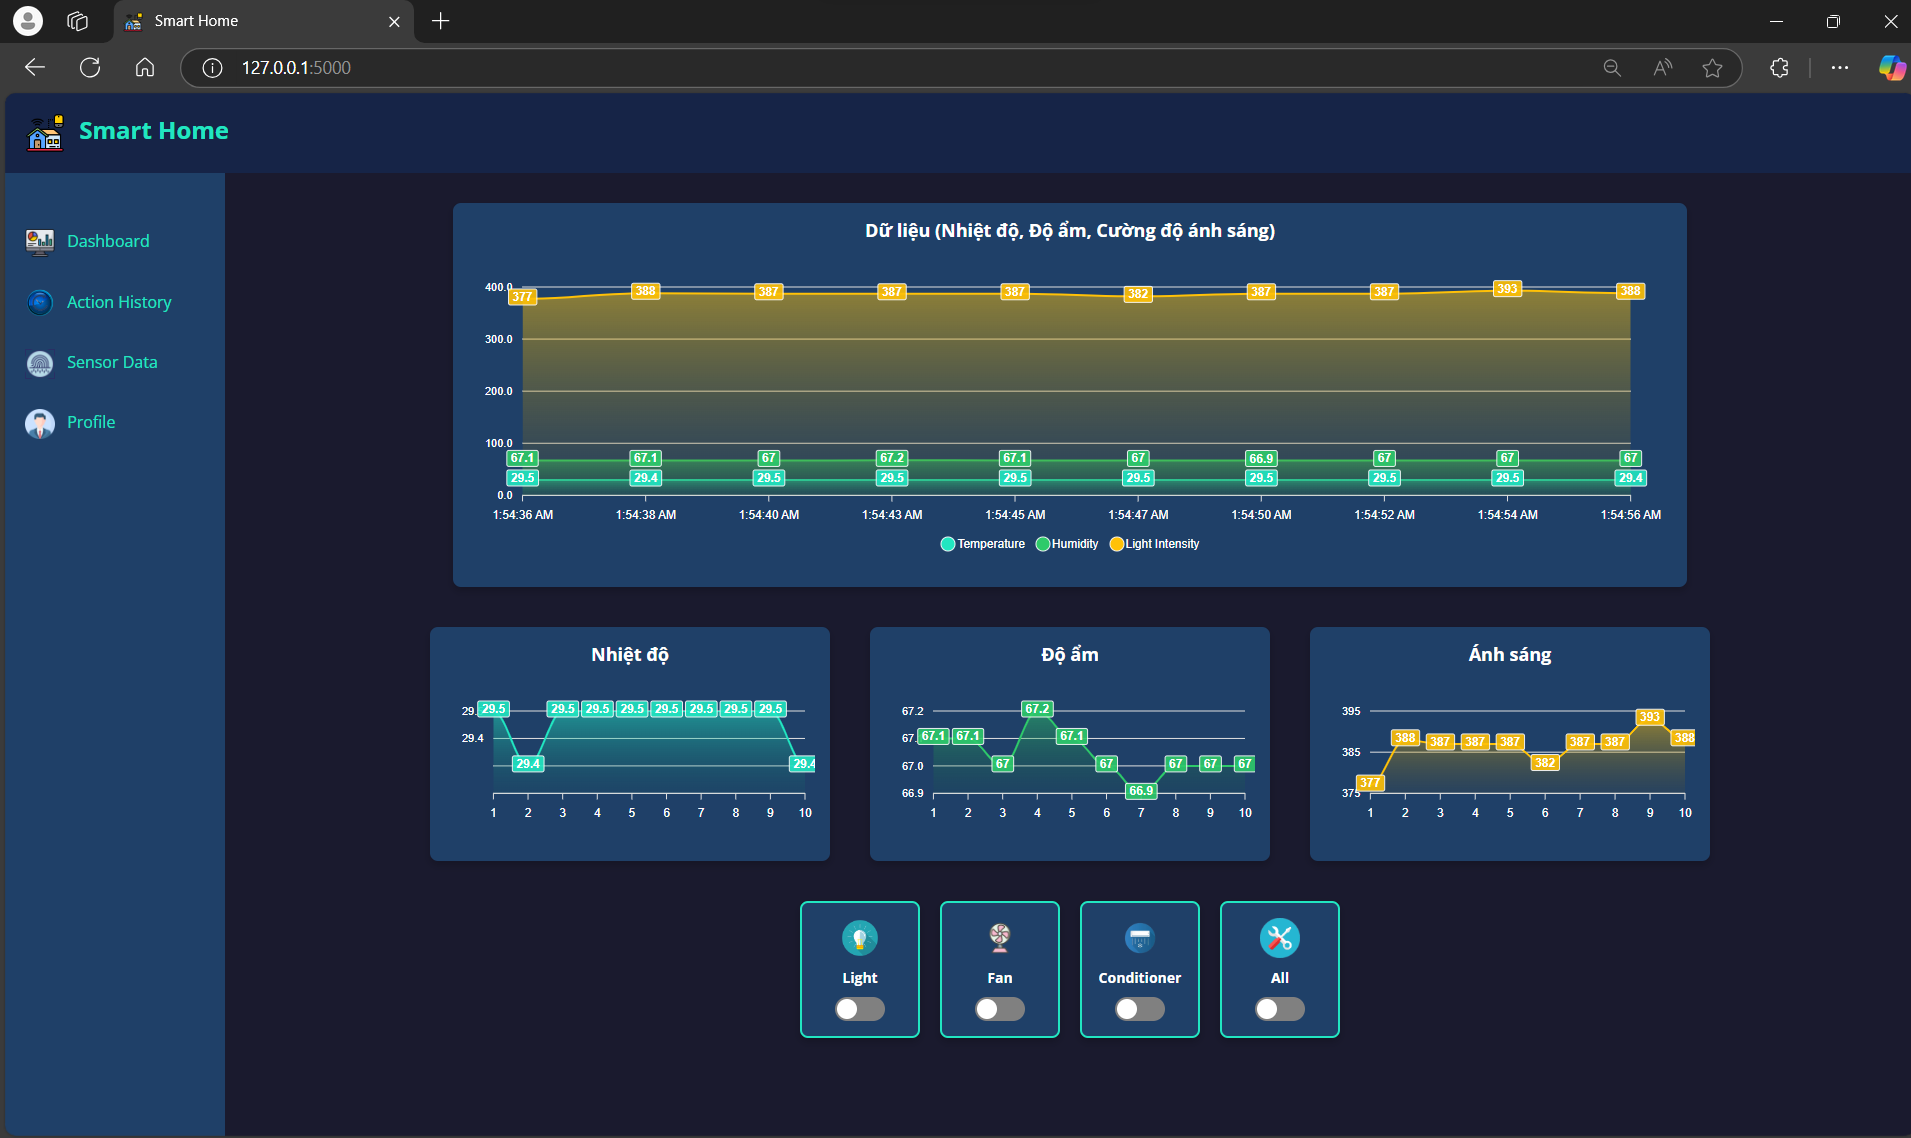 Smart Home
127.0.0.1:5000
Smart Home
Dashboard
Action History
Sensor Data
Profile
Dữ liệu (Nhiệt độ, Độ ẩm, Cường độ ánh sáng)
400.0
377 388 387 387 387 382 387 387 393 388
300.0
200.0
100.0
67.1 67.1 67 67.2 67.1 67 66.9 67 67 67
29.5 29.4 29.5 29.5 29.5 29.5 29.5 29.5 29.5 29.4
0.0
1:54:36 AM 1:54:38 AM 1:54:40 AM 1:54:43 AM 1:54:45 AM 1:54:47 AM 1:54:50 AM 1:54:52 AM 1:54:54 AM 1:54:56 AM
Temperature Humidity Light Intensity
Nhiệt độ
29.5 29.5 29.5 29.5 29.5 29.5 29.5 29.5
29.4
29.4 29.4
1 2 3 4 5 6 7 8 9 10
Độ ẩm
67.2 67.2
67.1 67.1 67.1
67.0 67 67 67 67 67
66.9 66.9
1 2 3 4 5 6 7 8 9 10
Ánh sáng
395
393
388 387 387 387 387 387 388
385
382
377
375
1 2 3 4 5 6 7 8 9 10
Light
Fan
Conditioner
All